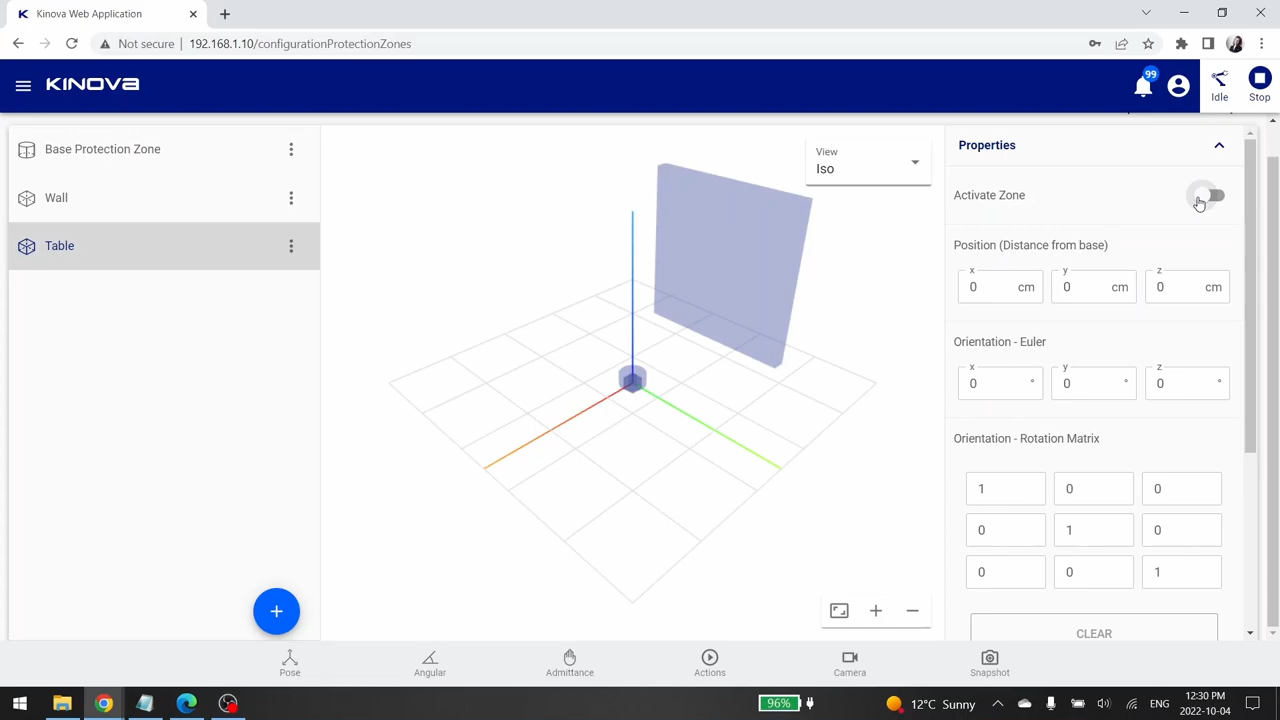 Kinova Web Application
Not secure
192.168.1.10/configurationProtectionZones
KINOVA
99
Idle
Stop
Base Protection Zone
Wall
Table
View
Iso
Properties
Activate Zone
Position (Distance from base)
x
0
cm
y
0
cm
z
0
cm
Orientation - Euler
x
0
°
y
0
°
z
0
°
Orientation - Rotation Matrix
1
0
0
0
1
0
0
0
1
CLEAR
Pose
Angular
Admittance
Actions
Camera
Snapshot
96%
12°C Sunny
ENG
12:30 PM
2022-10-04